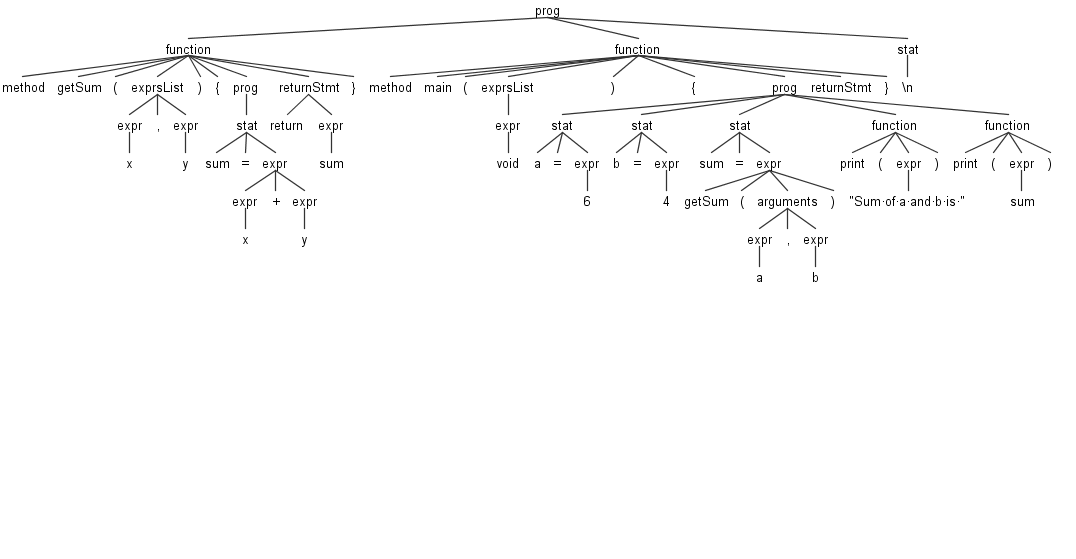 prog
function function stat
method getSum ( exprsList ) { prog returnStmt } method main ( exprsList ) { prog returnStmt } \n
expr , expr stat return expr expr stat stat stat function function
x y sum = expr sum void a = expr b = expr sum = expr print ( expr ) print ( expr )
expr + expr 6 4 getSum ( arguments ) "Sum·of·a·and·b·is·" sum
x y expr , expr
a b